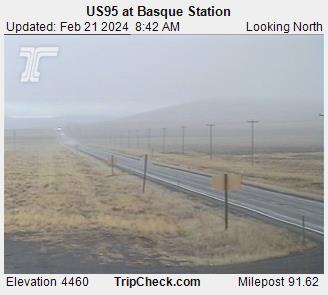 US95 at Basque Station
Updated: Feb 21 2024 8:42 AM Looking North
Elevation 4460 TripCheck.com Milepost 91.62